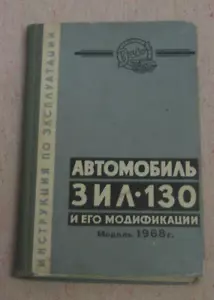 ИНСТРУКЦИЯ ПО ЭКСПЛУАТАЦИИ
АВТОМОБИЛЬ
ЗИЛ-130
И ЕГО МОДИФИКАЦИИ
Модель 1968 г.